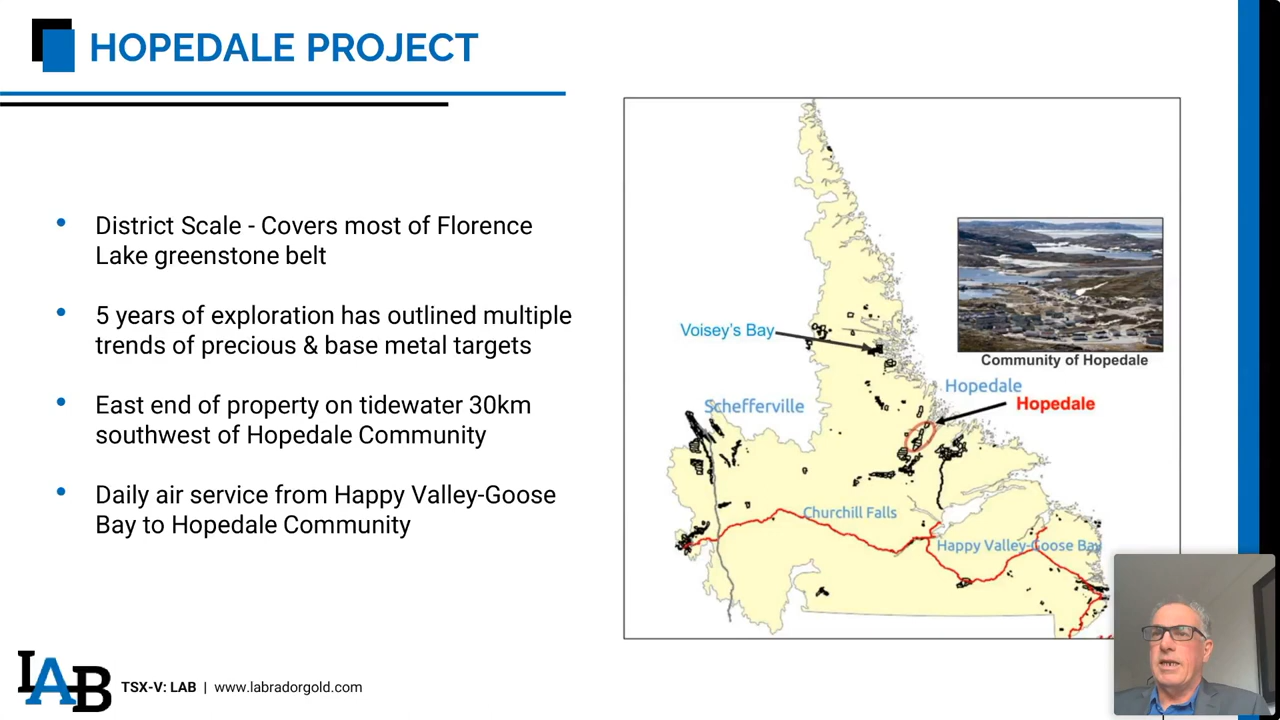 HOPEDALE PROJECT
District Scale - Covers most of Florence
Lake greenstone belt
5 years of exploration has outlined multiple
trends of precious & base metal targets
East end of property on tidewater 30km
southwest of Hopedale Community
Daily air service from Happy Valley-Goose
Bay to Hopedale Community
Voisey's Bay
Community of Hopedale
Hopedale
Hopedale
Schefferville
Churchill Falls
Happy Valley-Goose Bay
LAB
TSX-V: LAB | www.labradorgold.com